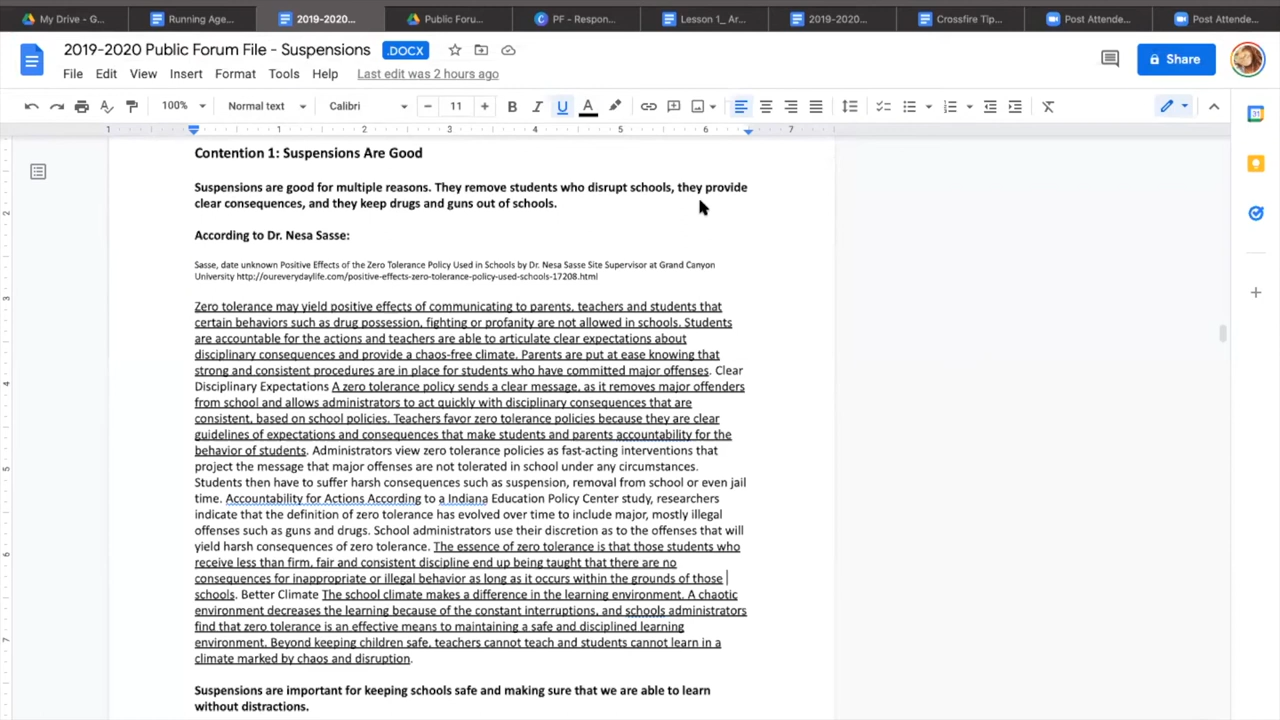 My Drive - G...
Running Age...
2019-2020...
Public Foru...
PF - Respon...
Lesson 1_ Ar...
2019-2020...
Crossfire Tip...
Post Attende...
Post Attende...
2019-2020 Public Forum File - Suspensions .DOCX
Share
File Edit View Insert Format Tools Help Last edit was 2 hours ago
100% Normal text Calibri − 11 + B I U A
1 1 2 3 4 5 6 7
Contention 1: Suspensions Are Good
Suspensions are good for multiple reasons. They remove students who disrupt schools, they provide
clear consequences, and they keep drugs and guns out of schools.
According to Dr. Nesa Sasse:
Sasse, date unknown Positive Effects of the Zero Tolerance Policy Used in Schools by Dr. Nesa Sasse Site Supervisor at Grand Canyon
University http://oureverydaylife.com/positive-effects-zero-tolerance-policy-used-schools-17208.html
Zero tolerance may yield positive effects of communicating to parents, teachers and students that
certain behaviors such as drug possession, fighting or profanity are not allowed in schools. Students
are accountable for the actions and teachers are able to articulate clear expectations about
disciplinary consequences and provide a chaos-free climate. Parents are put at ease knowing that
strong and consistent procedures are in place for students who have committed major offenses. Clear
Disciplinary Expectations A zero tolerance policy sends a clear message, as it removes major offenders
from school and allows administrators to act quickly with disciplinary consequences that are
consistent, based on school policies. Teachers favor zero tolerance policies because they are clear
guidelines of expectations and consequences that make students and parents accountability for the
behavior of students. Administrators view zero tolerance policies as fast-acting interventions that
project the message that major offenses are not tolerated in school under any circumstances.
Students then have to suffer harsh consequences such as suspension, removal from school or even jail
time. Accountability for Actions According to a Indiana Education Policy Center study, researchers
indicate that the definition of zero tolerance has evolved over time to include major, mostly illegal
offenses such as guns and drugs. School administrators use their discretion as to the offenses that will
yield harsh consequences of zero tolerance. The essence of zero tolerance is that those students who
receive less than firm, fair and consistent discipline end up being taught that there are no
consequences for inappropriate or illegal behavior as long as it occurs within the grounds of those
schools. Better Climate The school climate makes a difference in the learning environment. A chaotic
environment decreases the learning because of the constant interruptions, and schools administrators
find that zero tolerance is an effective means to maintaining a safe and disciplined learning
environment. Beyond keeping children safe, teachers cannot teach and students cannot learn in a
climate marked by chaos and disruption.
Suspensions are important for keeping schools safe and making sure that we are able to learn
without distractions.
2
3
4
5
6
7